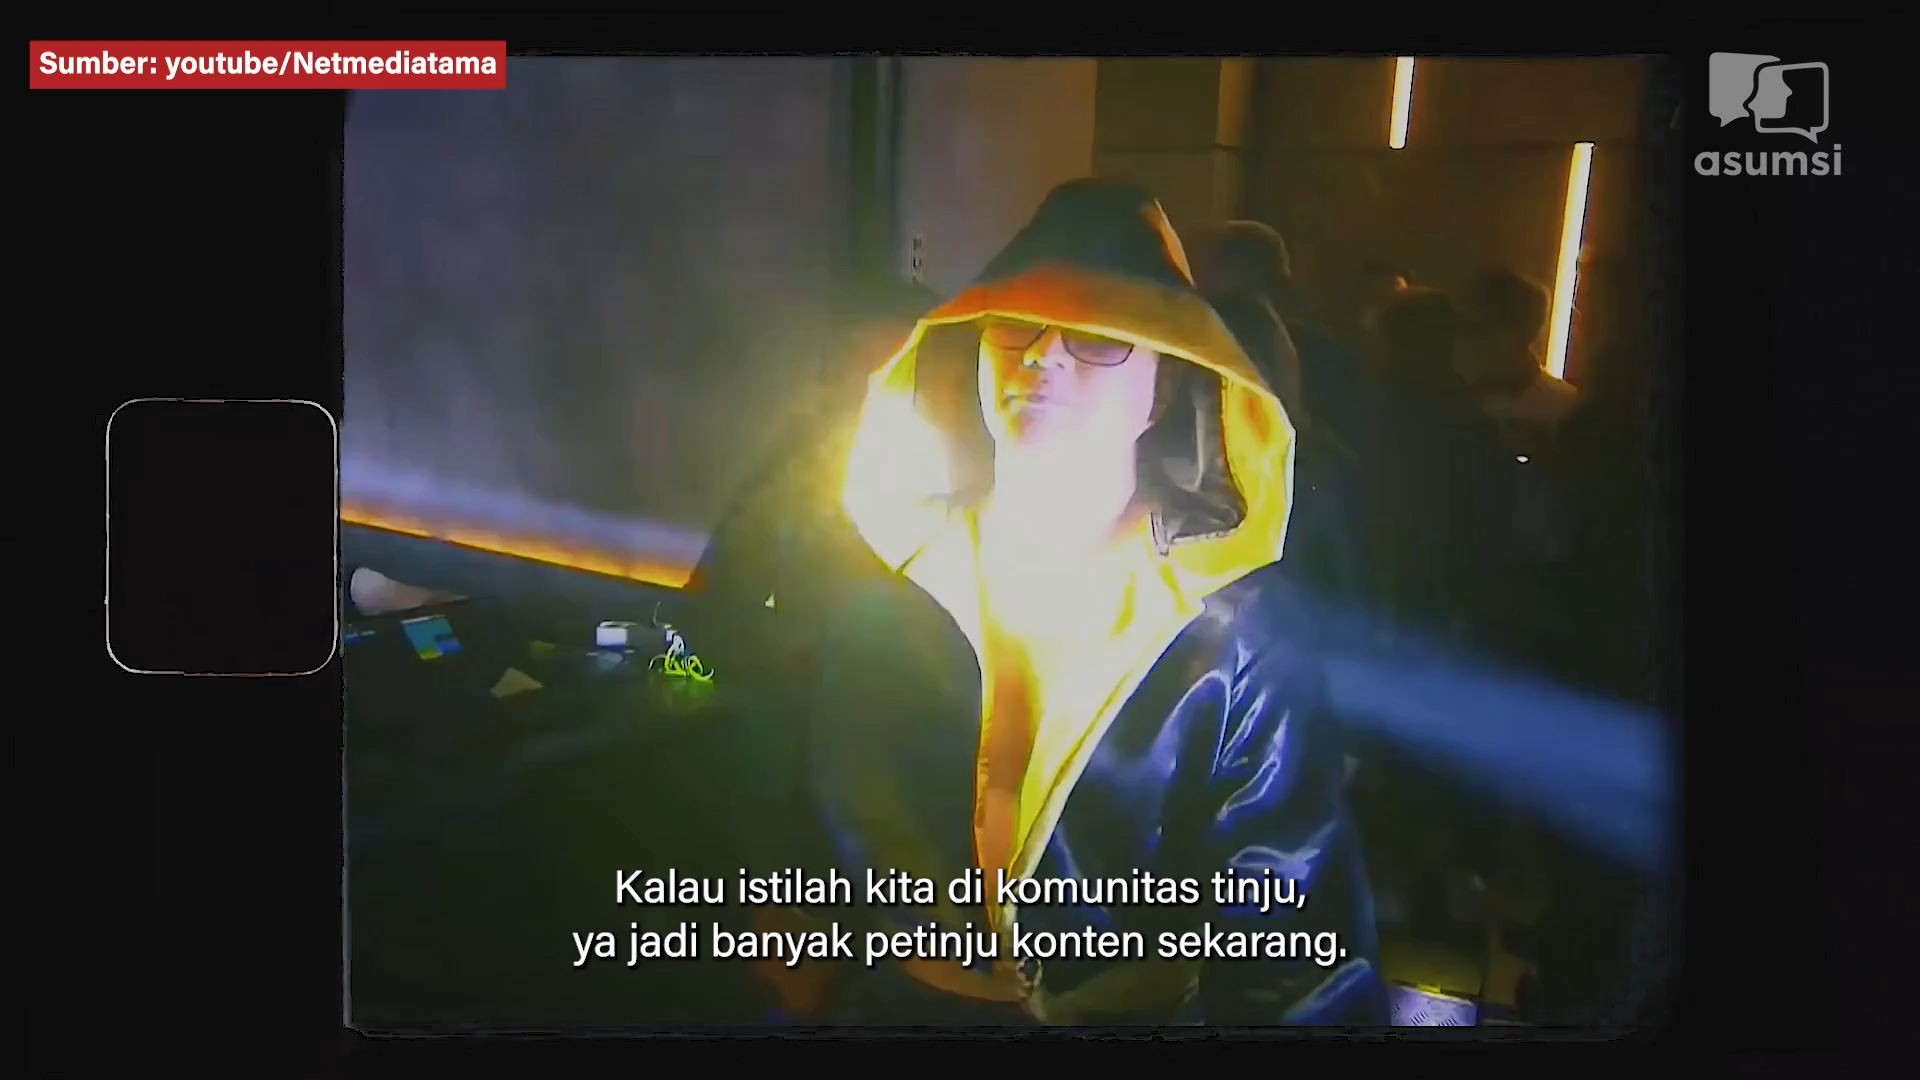 Sumber: youtube/Netmediatama
asumsi
Kalau istilah kita di komunitas tinju,
ya jadi banyak petinju konten sekarang.